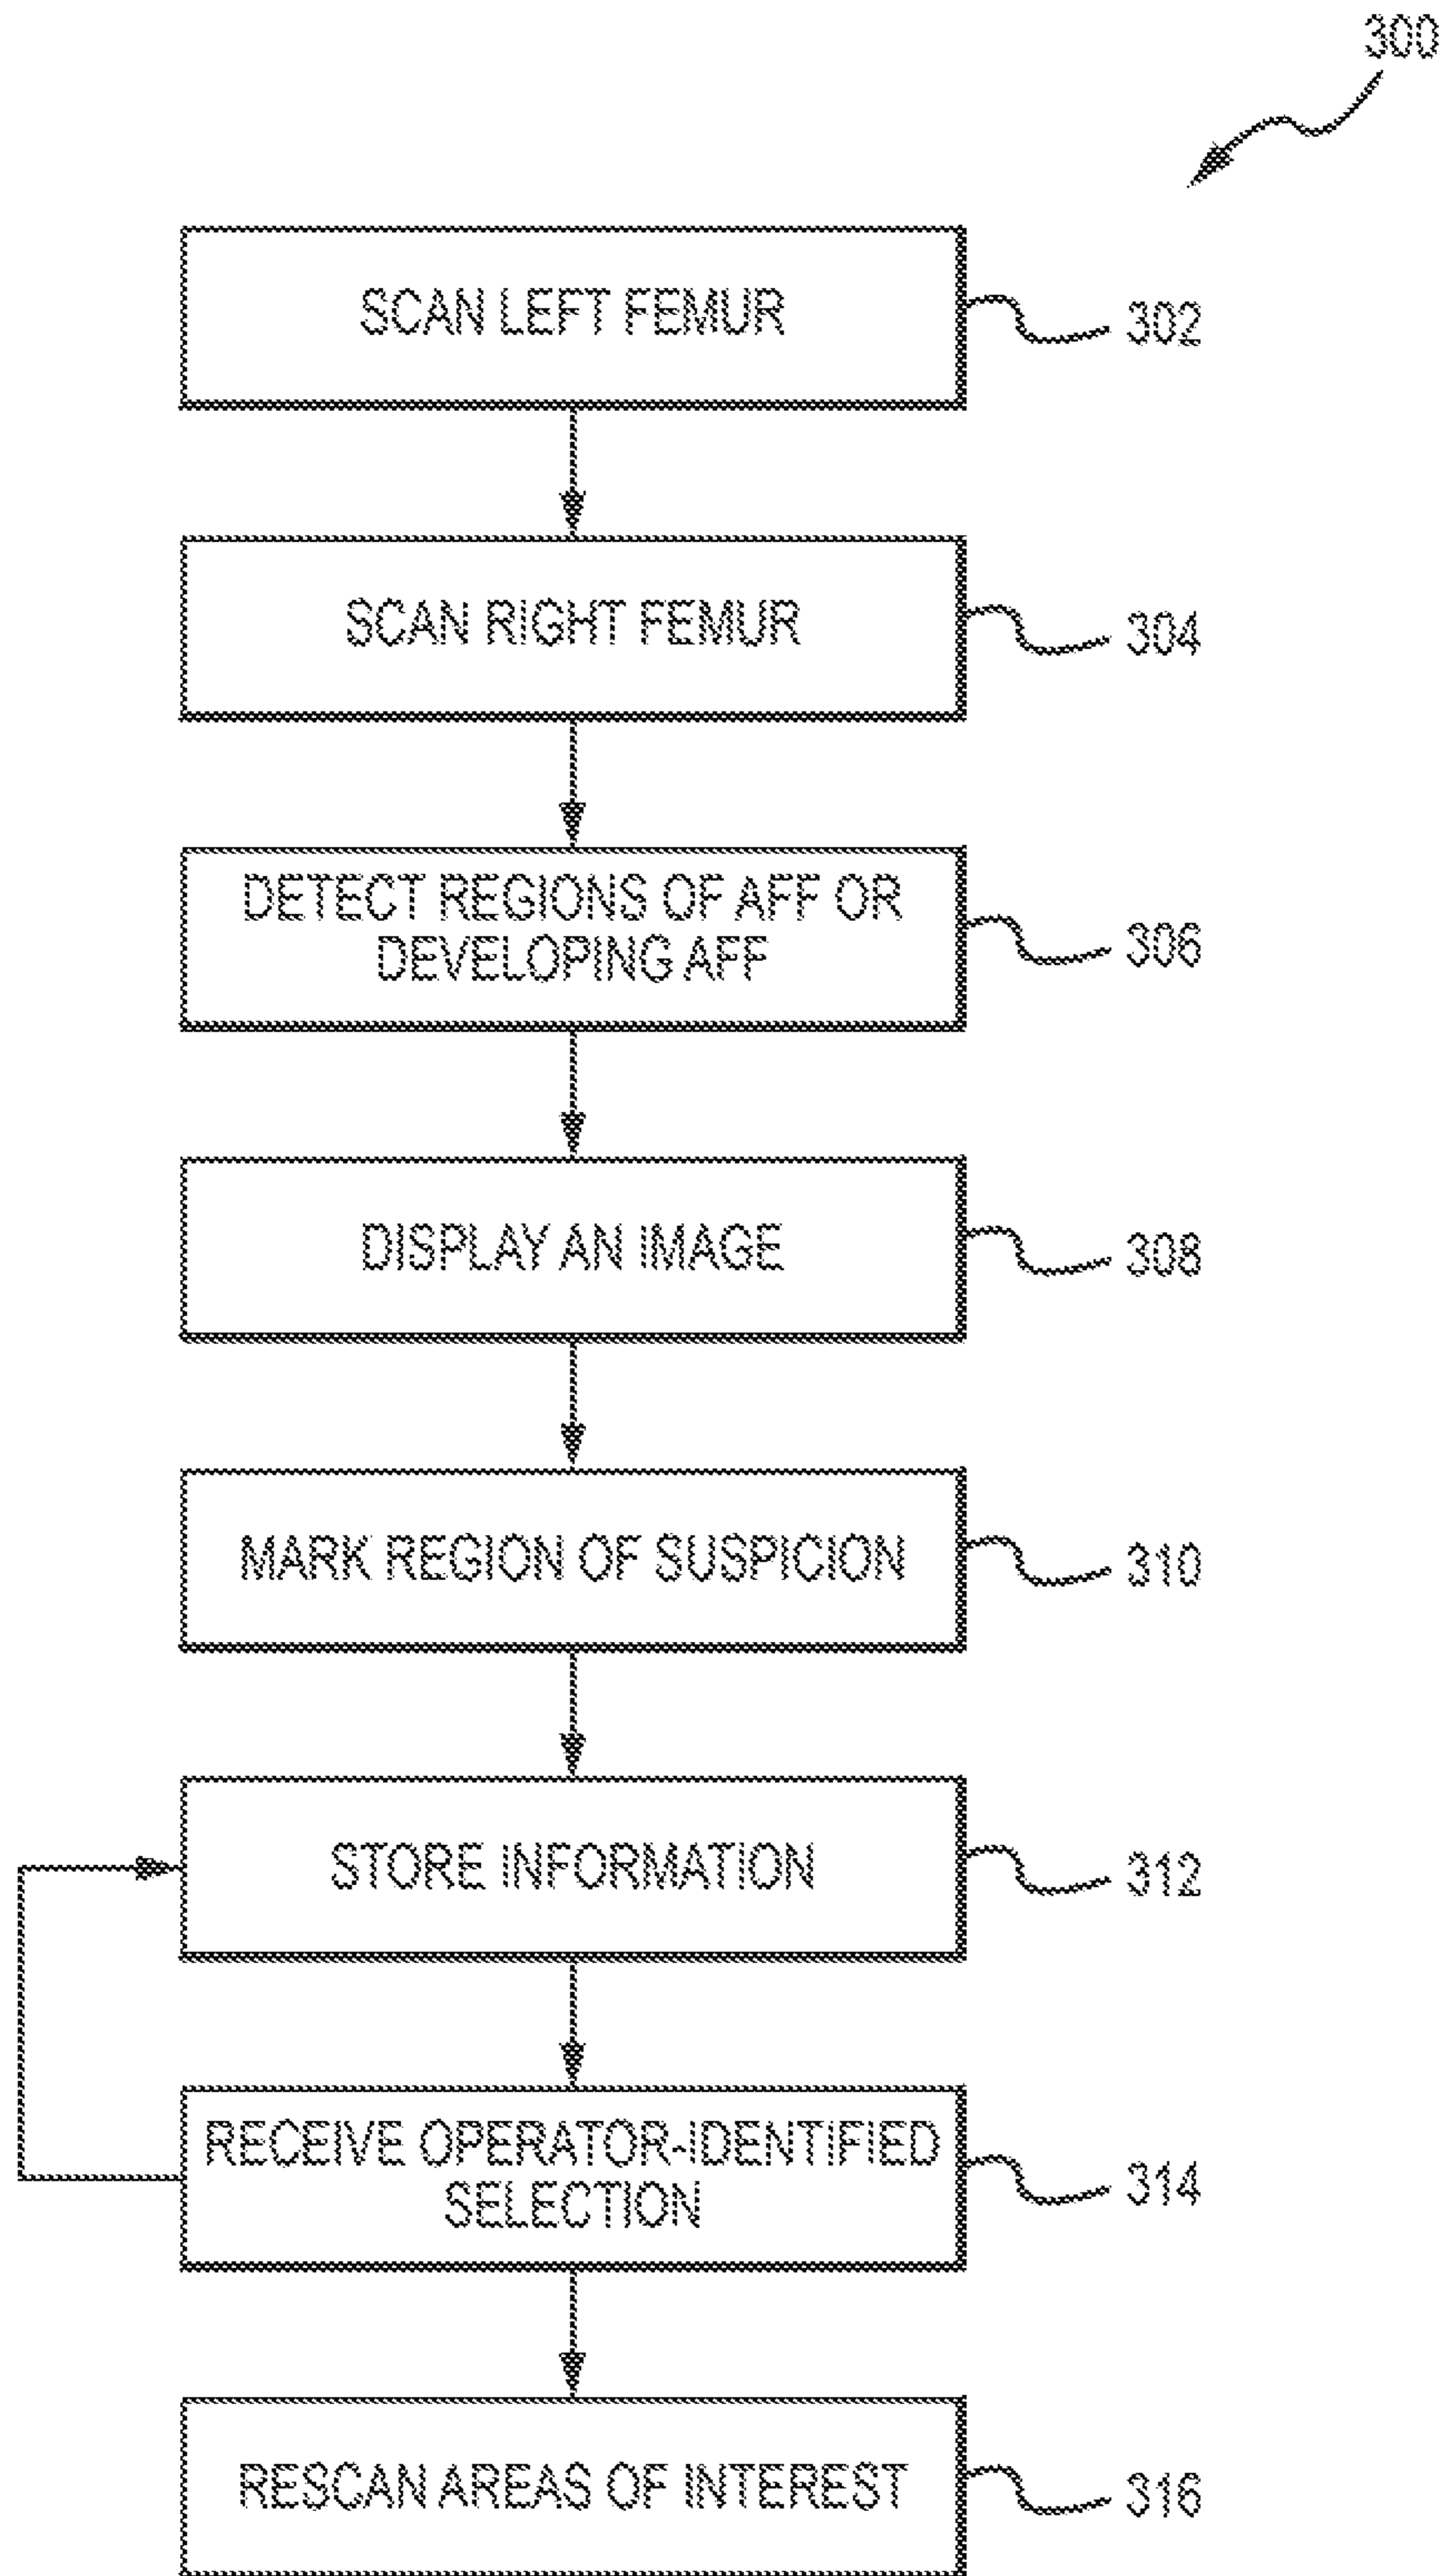 300
SCAN LEFT FEMUR
302
SCAN RIGHT FEMUR
304
DETECT REGIONS OF AFF OR
DEVELOPING AFF
306
DISPLAY AN IMAGE
308
MARK REGION OF SUSPICION
310
STORE INFORMATION
312
RECEIVE OPERATOR-IDENTIFIED
SELECTION
314
RESCAN AREAS OF INTEREST
316